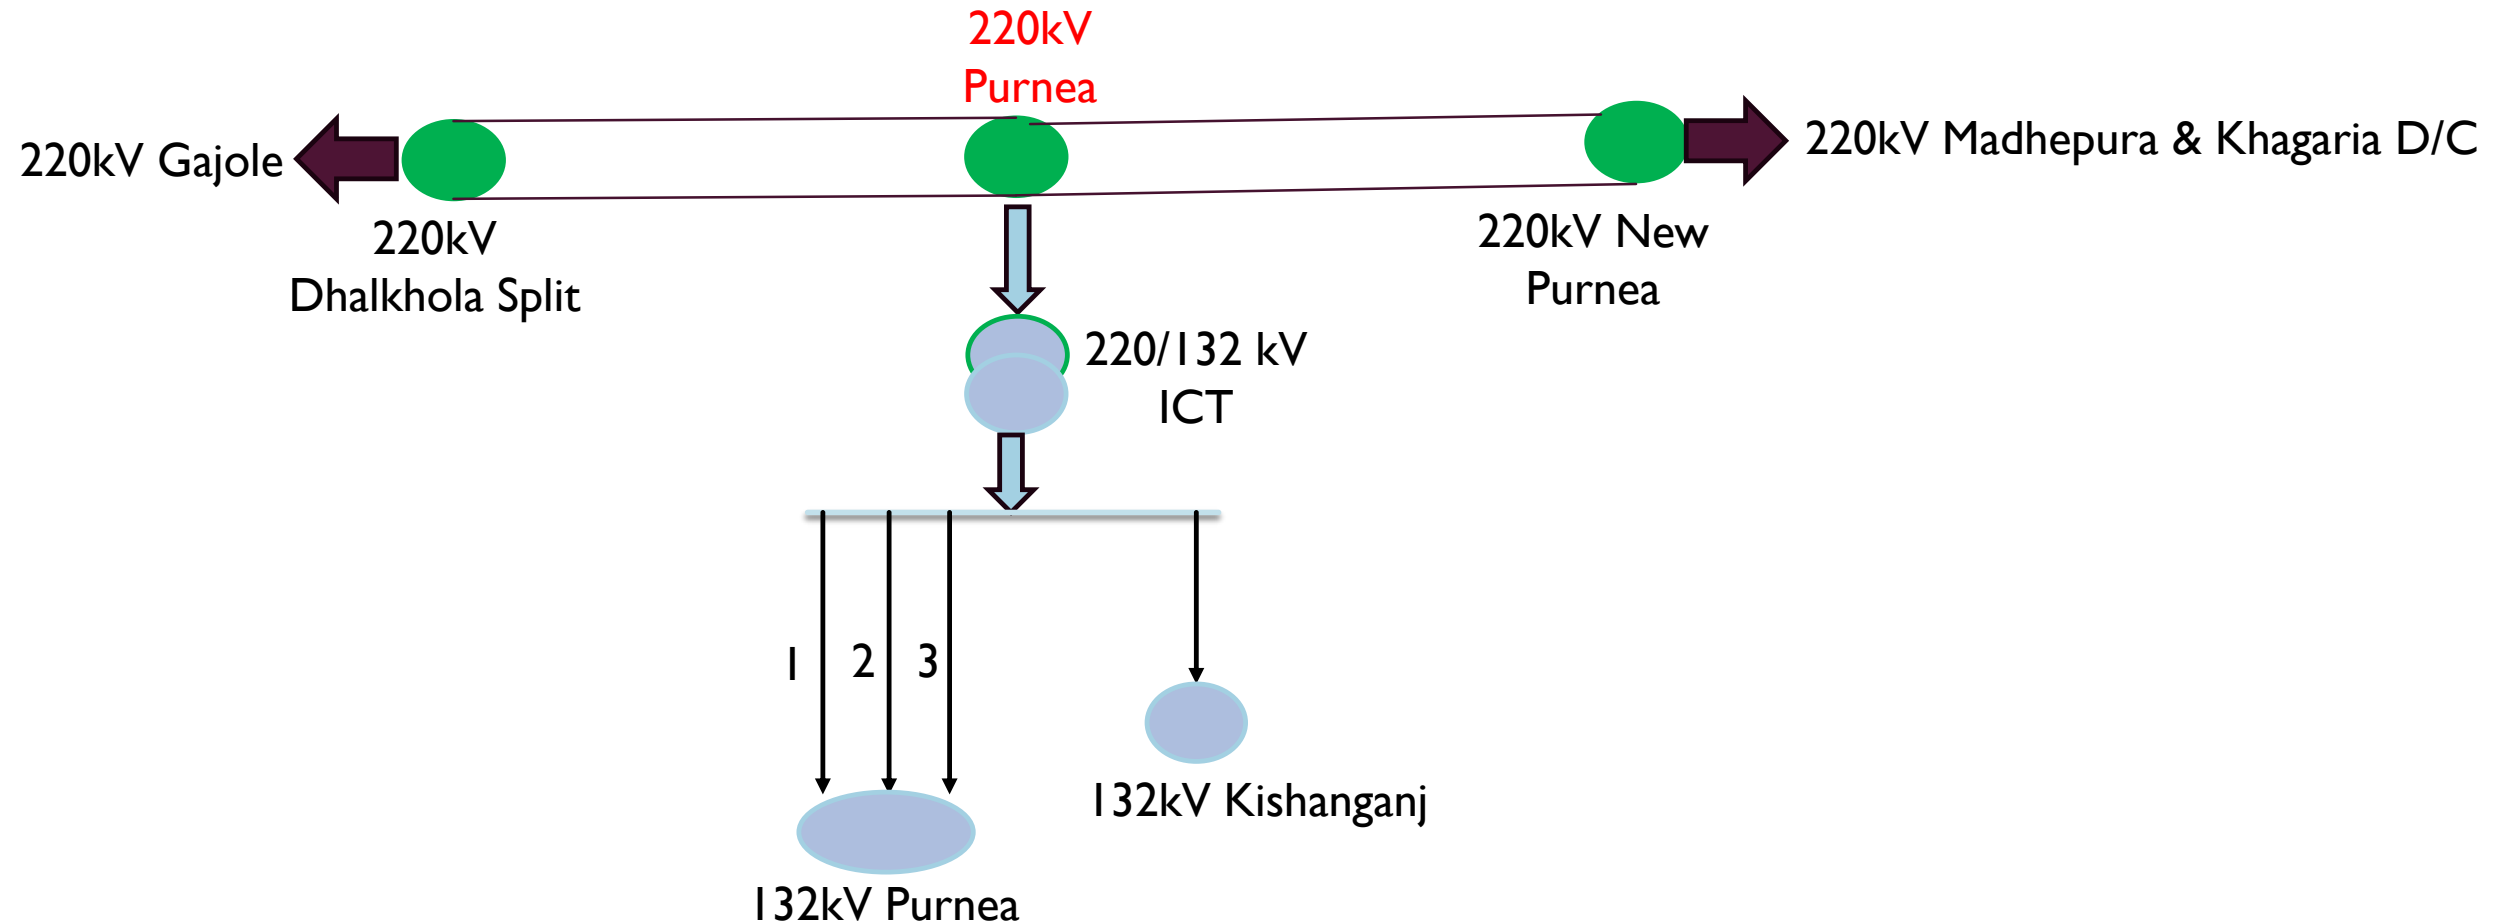 220kV
Purnea
220kV Gajole
220kV Madhepura & Khagaria D/C
220kV
Dhalkhola Split
220kV New
Purnea
220/132 kV
ICT
1
2
3
132kV Kishanganj
132kV Purnea